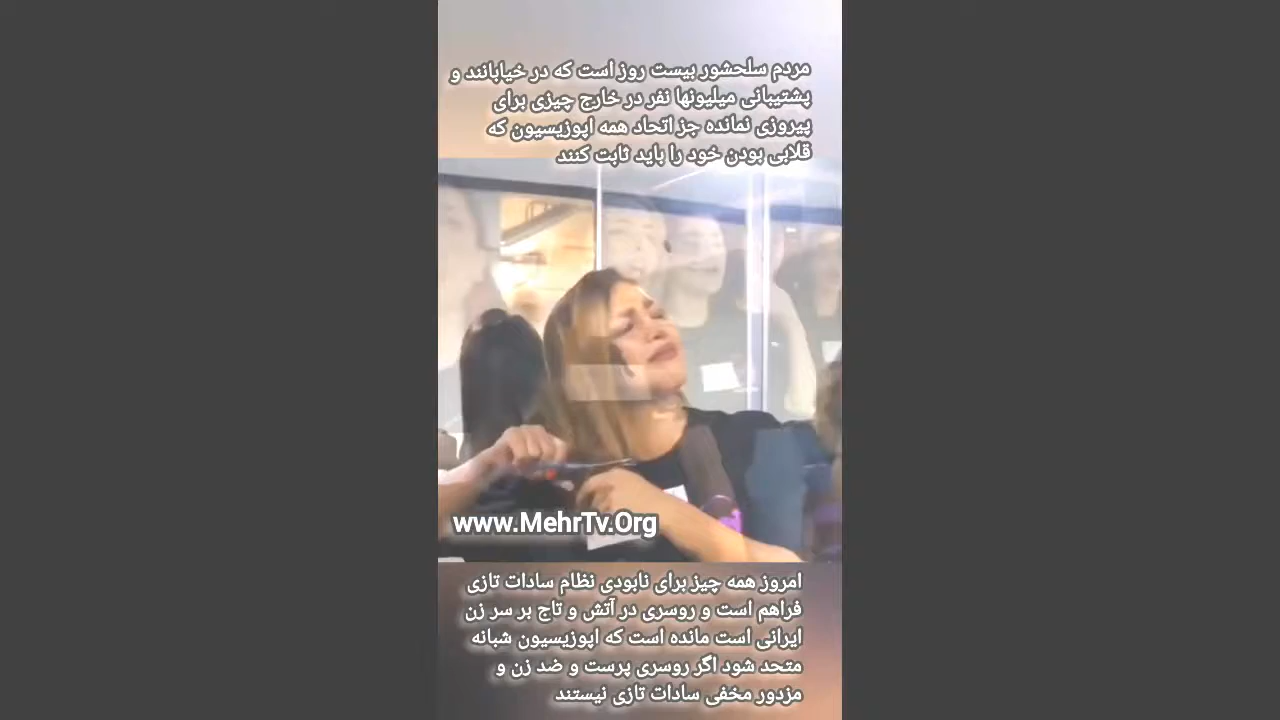 مردم سلحشور بیست روز است که در خیابانند و
پشتیبانی میلیونها نفر در خارج چیزی برای
پیروزی نمانده جز اتحاد همه اپوزیسیون که
قلابی بودن خود را باید ثابت کنند
www.MehrTv.Org
امروز همه چیز برای نابودی نظام سادات تازی
فراهم است و روسری در آتش و تاج بر سر زن
ایرانی است مانده است که اپوزیسیون شبانه
متحد شود اگر روسری پرست و ضد زن و
مزدور مخفی سادات تازی نیستند